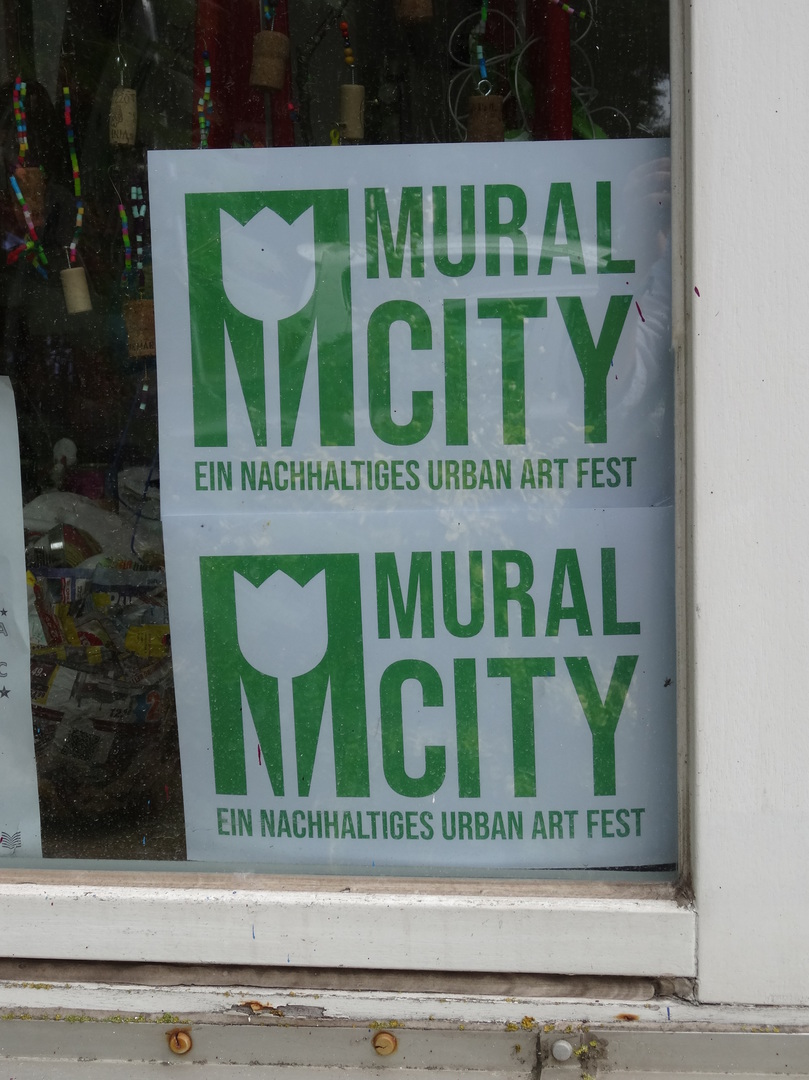 MURAL
CITY
EIN NACHHALTIGES URBAN ART FEST
MURAL
CITY
EIN NACHHALTIGES URBAN ART FEST